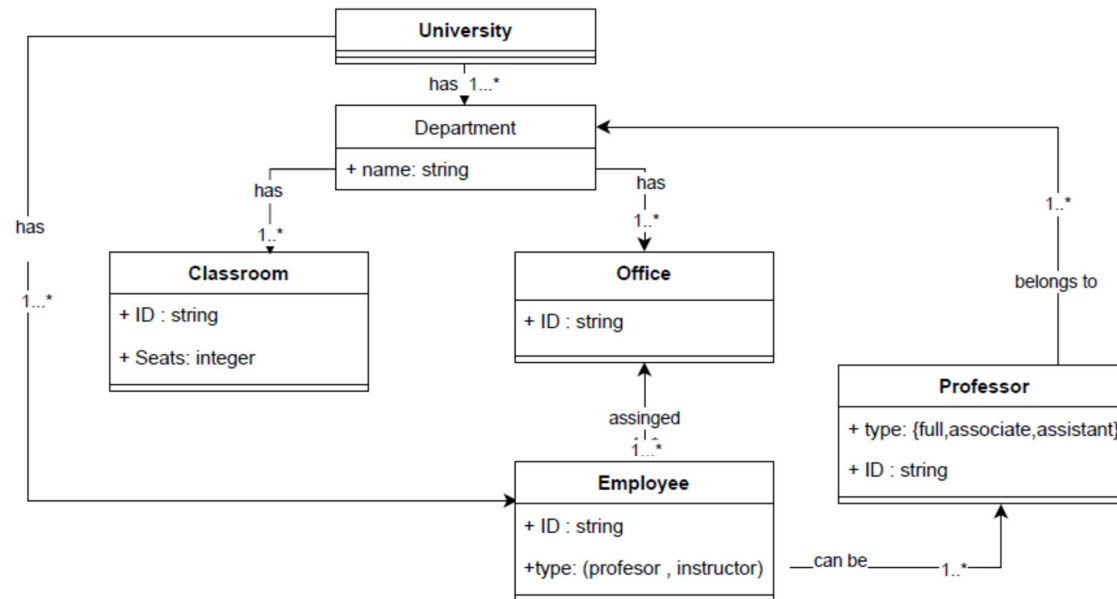 University
has 1...*
Department
+ name: string
has
has
has
1..*
1..*
1..*
1...*
Classroom
+ ID : string
+ Seats: integer
Office
+ ID : string
belongs to
Professor
+ type: {full,associate,assistant}
+ ID : string
assinged
1...*
Employee
+ ID : string
+type: (profesor , instructor)
can be
1..*